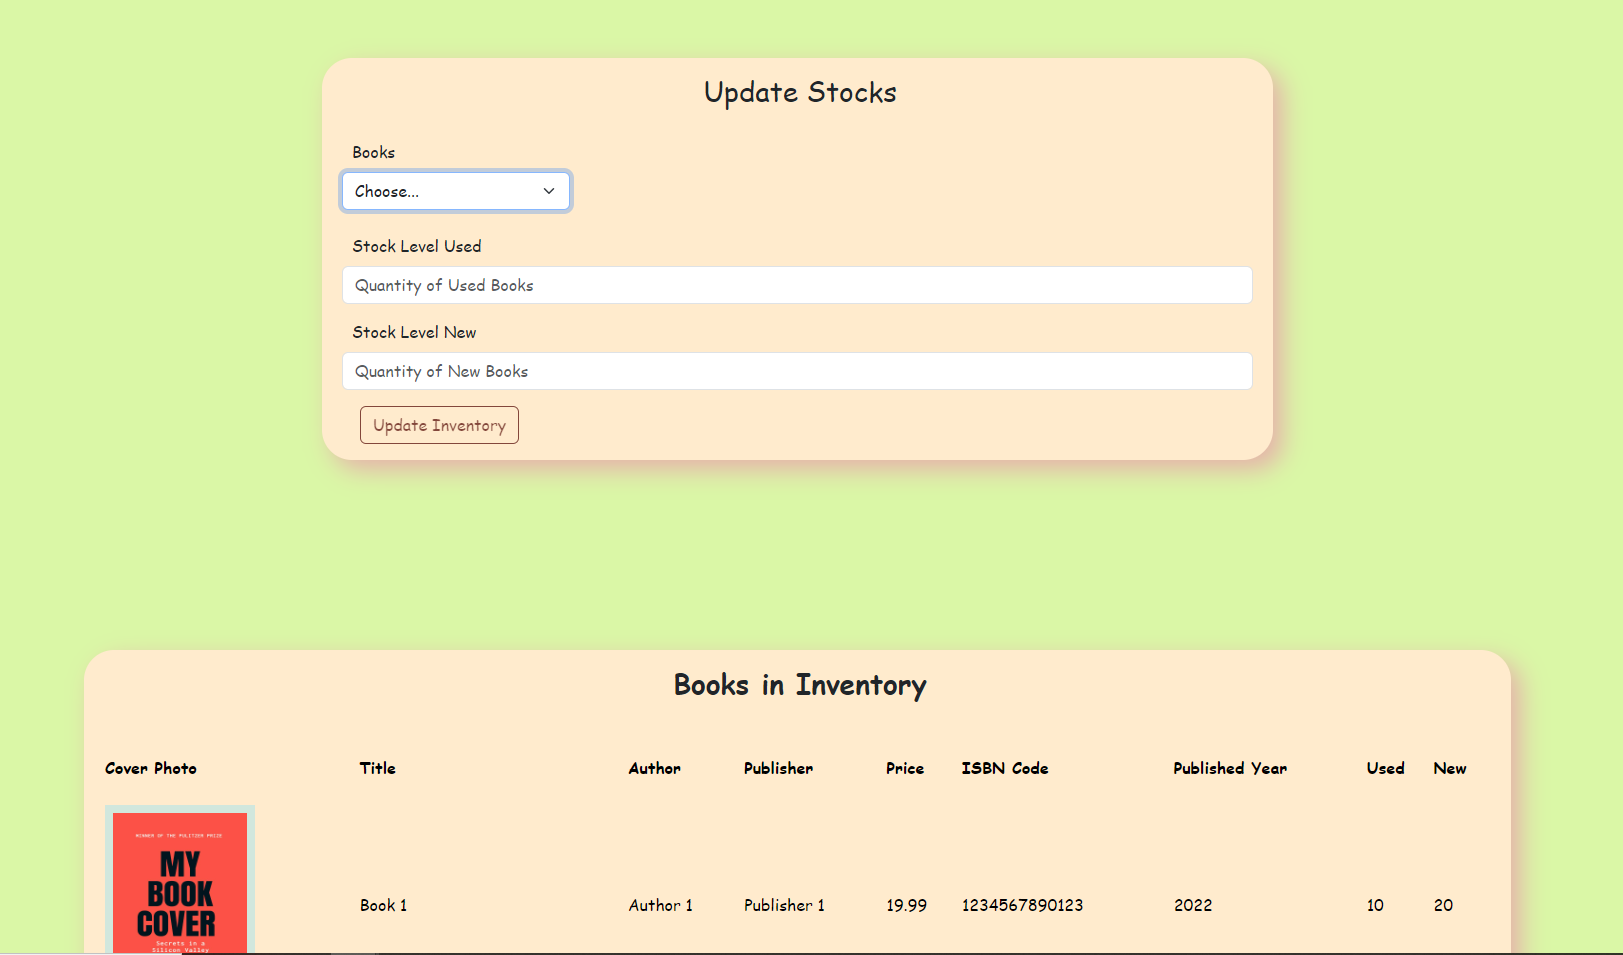 Update Stocks
Books
Choose...
Stock Level Used
Quantity of Used Books
Stock Level New
Quantity of New Books
Update Inventory
Books in Inventory
Cover Photo Title Author Publisher Price ISBN Code Published Year Used New
WINNER OF THE PULITZER PRIZE
MY
BOOK
COVER
Secrets in a
Silicon Valley
Book 1 Author 1 Publisher 1 19.99 1234567890123 2022 10 20